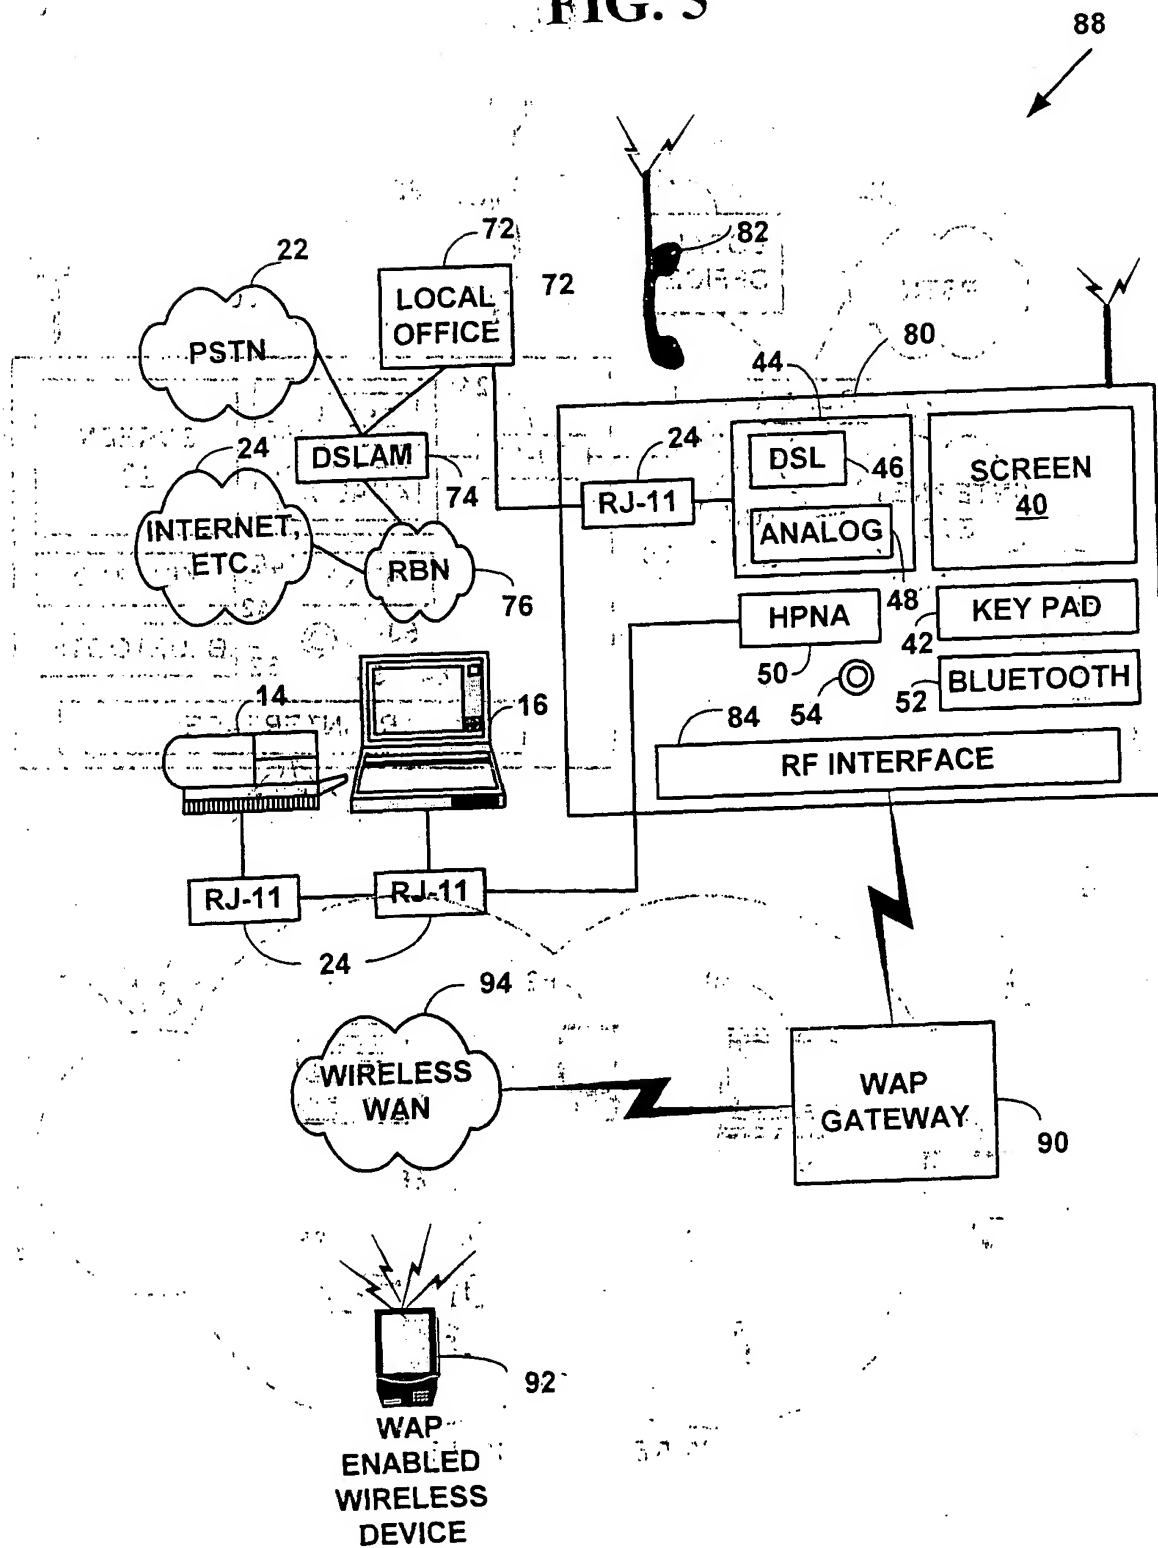 FIG. 5
88
72
22
LOCAL
OFFICE
72
82
PSTN
80
44
24
DSLAM
74
24
RJ-11
DSL
46
ANALOG
48
SCREEN
40
INTERNET,
ETC.
RBN
76
HPNA
50
KEY PAD
42
54
52
BLUETOOTH
84
RF INTERFACE
14
16
RJ-11
RJ-11
24
94
WIRELESS
WAN
WAP
GATEWAY
90
92
WAP
ENABLED
WIRELESS
DEVICE